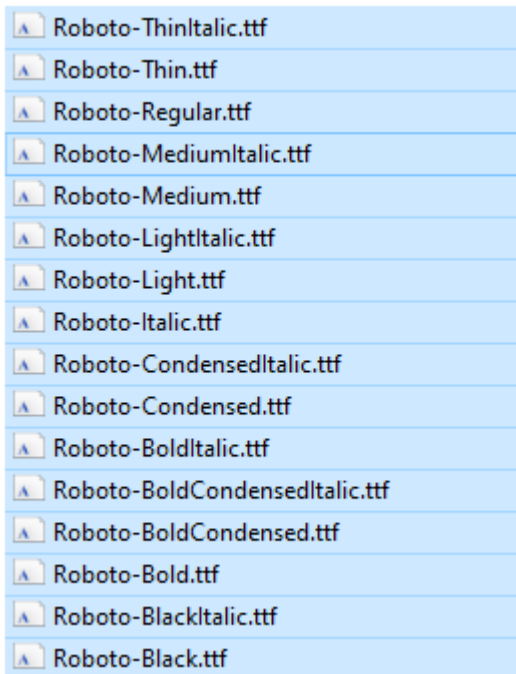 Roboto-ThinItalic.ttf
Roboto-Thin.ttf
Roboto-Regular.ttf
Roboto-MediumItalic.ttf
Roboto-Medium.ttf
Roboto-LightItalic.ttf
Roboto-Light.ttf
Roboto-Italic.ttf
Roboto-CondensedItalic.ttf
Roboto-Condensed.ttf
Roboto-BoldItalic.ttf
Roboto-BoldCondensedItalic.ttf
Roboto-BoldCondensed.ttf
Roboto-Bold.ttf
Roboto-BlackItalic.ttf
Roboto-Black.ttf